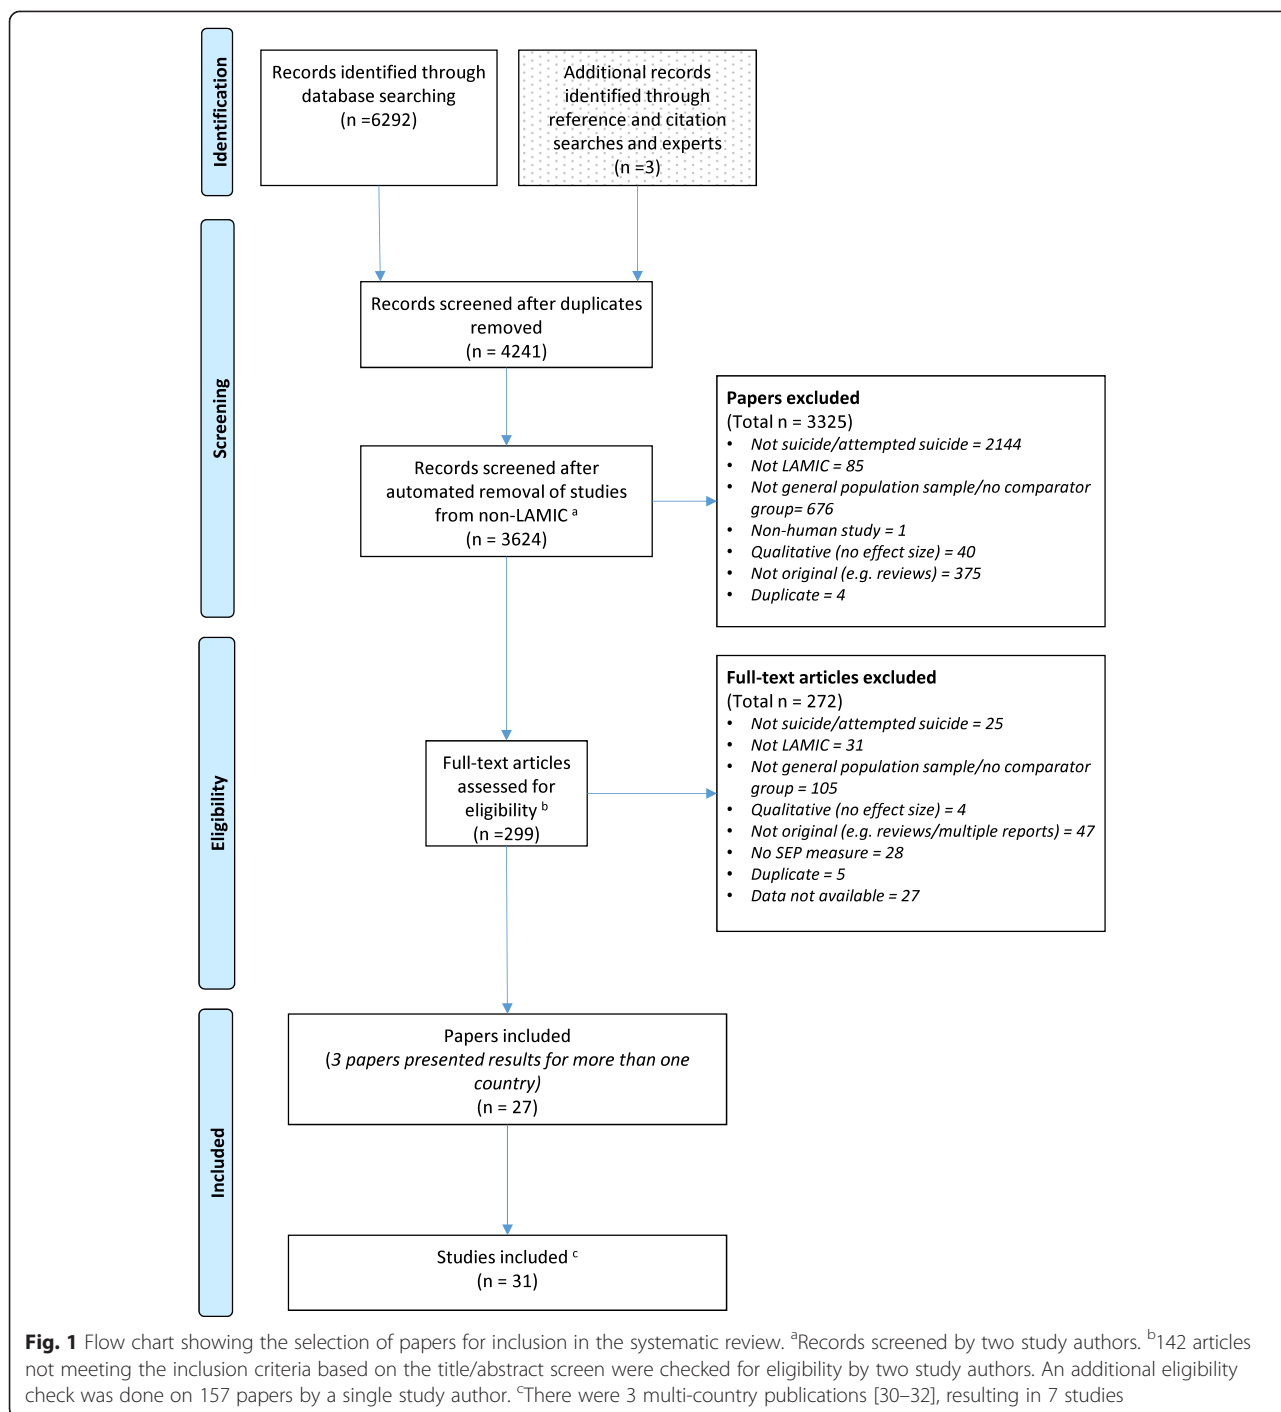 Identification
Records identified through
database searching
(n =6292)
Additional records
identified through
reference and citation
searches and experts
(n =3)
Screening
Records screened after duplicates
removed
(n = 4241)
Records screened after
automated removal of studies
from non-LAMIC a
(n = 3624)
Papers excluded
(Total n = 3325)
• Not suicide/attempted suicide = 2144
• Not LAMIC = 85
• Not general population sample/no comparator
group= 676
• Non-human study = 1
• Qualitative (no effect size) = 40
• Not original (e.g. reviews) = 375
• Duplicate = 4
Eligibility
Full-text articles
assessed for
eligibility b
(n =299)
Full-text articles excluded
(Total n = 272)
• Not suicide/attempted suicide = 25
• Not LAMIC = 31
• Not general population sample/no comparator
group = 105
• Qualitative (no effect size) = 4
• Not original (e.g. reviews/multiple reports) = 47
• No SEP measure = 28
• Duplicate = 5
• Data not available = 27
Included
Papers included
(3 papers presented results for more than one
country)
(n = 27)
Studies included c
(n = 31)
Fig. 1 Flow chart showing the selection of papers for inclusion in the systematic review. aRecords screened by two study authors. b142 articles
not meeting the inclusion criteria based on the title/abstract screen were checked for eligibility by two study authors. An additional eligibility
check was done on 157 papers by a single study author. cThere were 3 multi-country publications [30–32], resulting in 7 studies